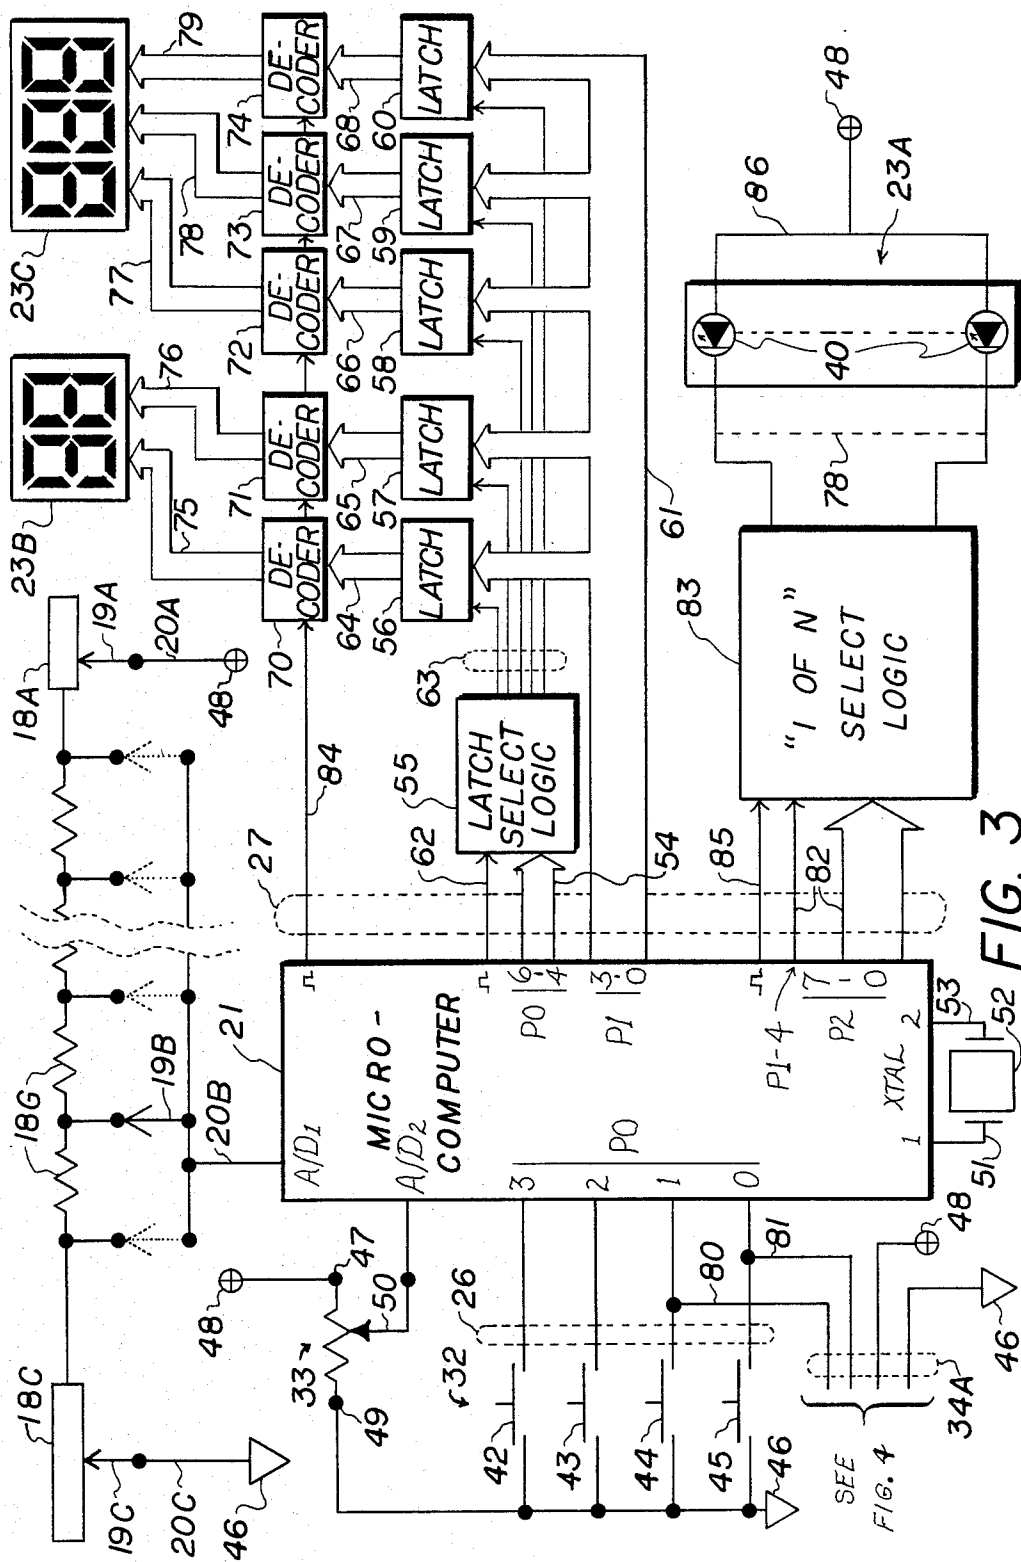 18C
18G
18A
19C
19B
19A
20C
20B
20A
46
48
21
27
23B
23C
75
76
77
78
79
A/D1
MICRO-
COMPUTER
A/D2
84
70
71
72
73
74
DE-
CODER
DE-
CODER
DE-
CODER
DE-
CODER
DE-
CODER
64
65
66
67
68
56
57
58
59
60
LATCH
LATCH
LATCH
LATCH
LATCH
48
47
33
50
49
32
26
42
43
44
45
46
3
2
1
0
P0
P0
6
-
4
P1
3
-
0
P1-4
P2
7
-
0
XTAL
1
2
62
55
LATCH
SELECT
LOGIC
63
54
61
80
81
SEE
FIG. 4
34A
48
46
51
52
53
85
82
83
"1 OF N"
SELECT
LOGIC
78
40
86
48
23A
FIG. 3